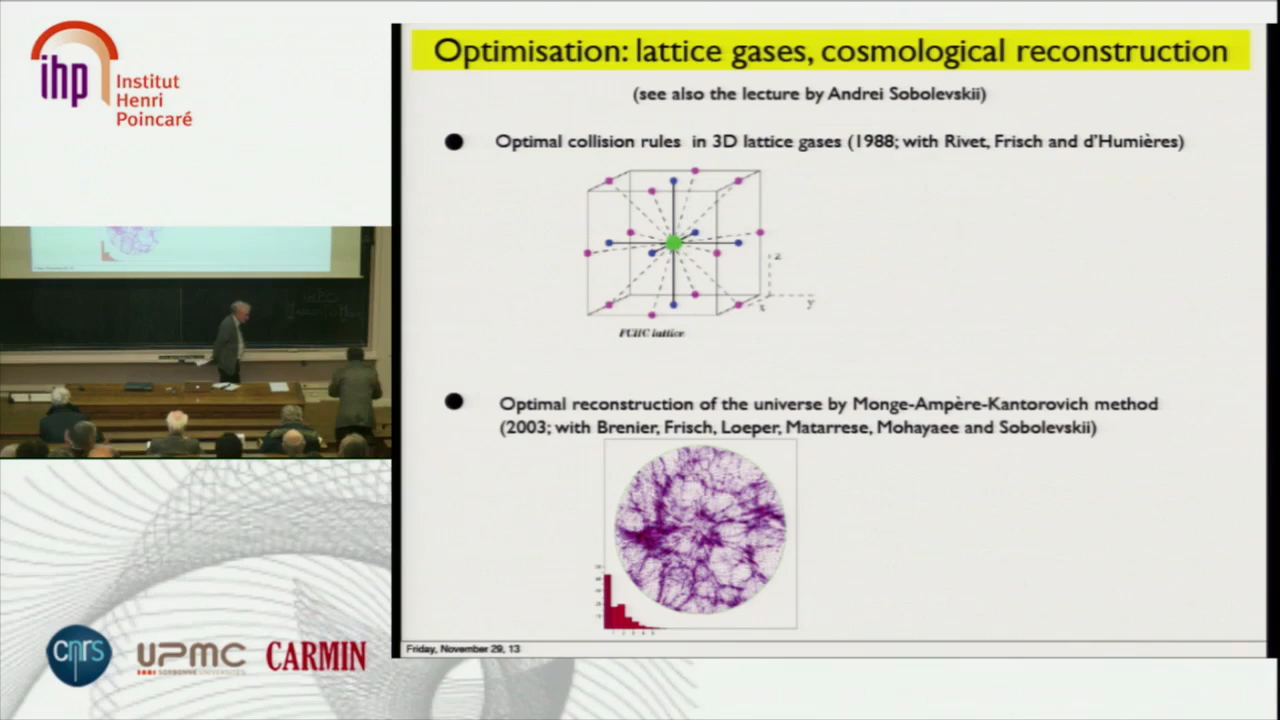 ihp
Institut
Henri
Poincaré
Optimisation: lattice gases, cosmological reconstruction
(see also the lecture by Andrei Sobolevskii)
Optimal collision rules in 3D lattice gases (1988; with Rivet, Frisch and d'Humières)
z
y
x
FCHC lattice
Optimal reconstruction of the universe by Monge-Ampère-Kantorovich method
(2003; with Brenier, Frisch, Loeper, Matarrese, Mohayaee and Sobolevskii)
Friday, November 29, 13
cnrs
UPMC
SORBONNE UNIVERSITÉS
CARMIN